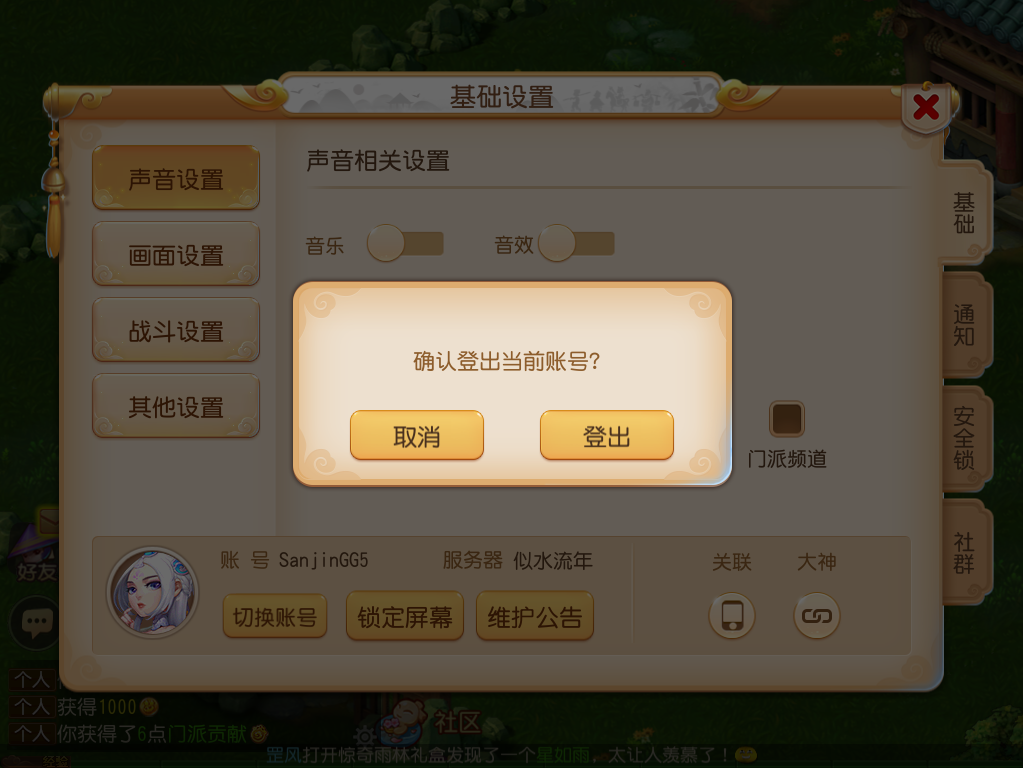 基础设置
声音设置
画面设置
战斗设置
其他设置
声音相关设置
音乐
音效
基础
通知
安全锁
社群
确认登出当前账号?
取消
登出
门派频道
账 号 SanjinGG5
服务器 似水流年
切换账号
锁定屏幕
维护公告
关联
大神
好友
个人
个人 获得1000
个人 你获得了6点门派贡献
社区
罡风打开惊奇雨林礼盒发现了一个星如雨，太让人羡慕了！
经验